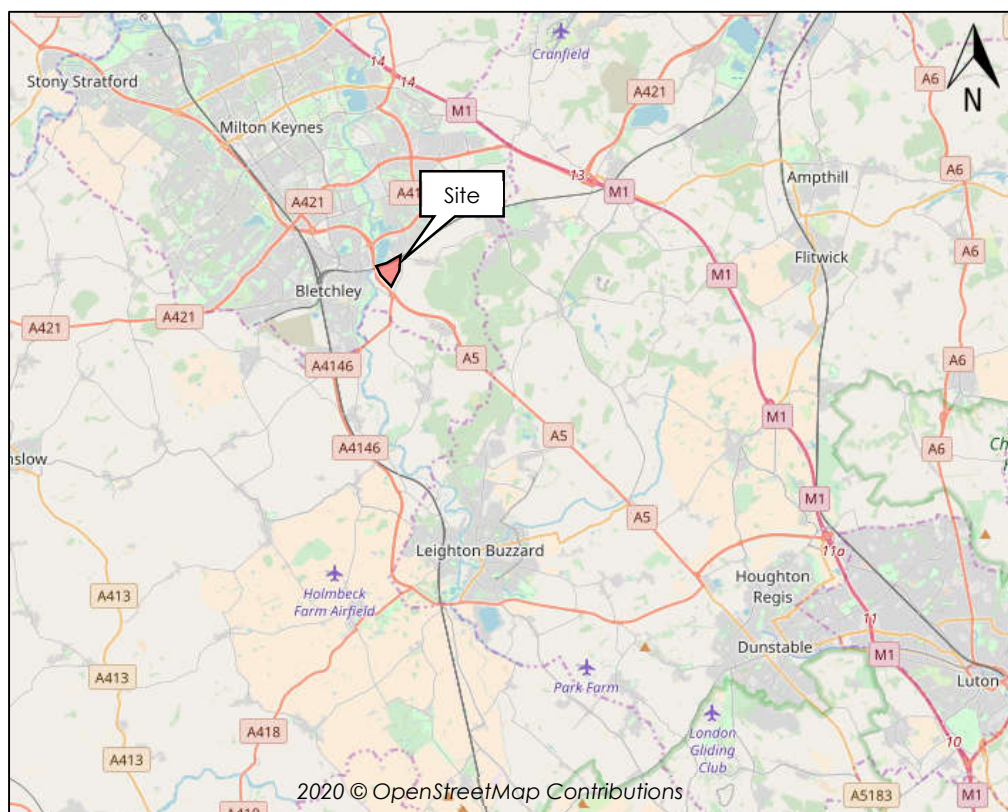 Cranfield
14
14
A6
Stony Stratford
M1
A421
N
Milton Keynes
13
M1
A6
Ampthill
Site
A421
A6
Flitwick
M1
Bletchley
A421
A421
A5
A4146
A6
M1
A5
A4146
A6
M1
A5
Leighton Buzzard
11a
Holmbeck
Farm Airfield
Houghton
Regis
A413
11
Dunstable
M1
Park Farm
A413
Luton
London
Gliding
Club
A418
10
A413
2020 © OpenStreetMap Contributions
A5183
M1